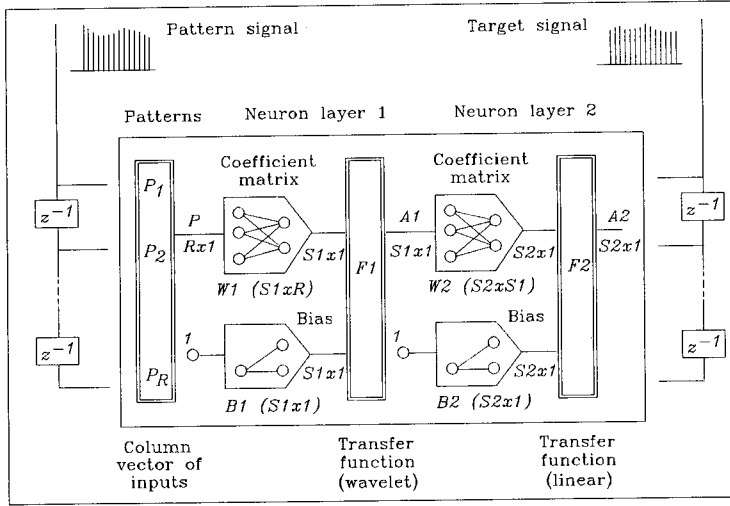 Pattern signal
Target signal
Patterns
Neuron layer 1
Neuron layer 2
Coefficient
matrix
Coefficient
matrix
P1
P2
PR
z-1
z-1
z-1
z-1
P
Rx1
S1x1
W1 (S1xR)
F1
A1
S1x1
S2x1
W2 (S2xS1)
F2
A2
S2x1
Bias
1
S1x1
B1 (S1x1)
Bias
1
S2x1
B2 (S2x1)
Column
vector of
inputs
Transfer
function
(wavelet)
Transfer
function
(linear)